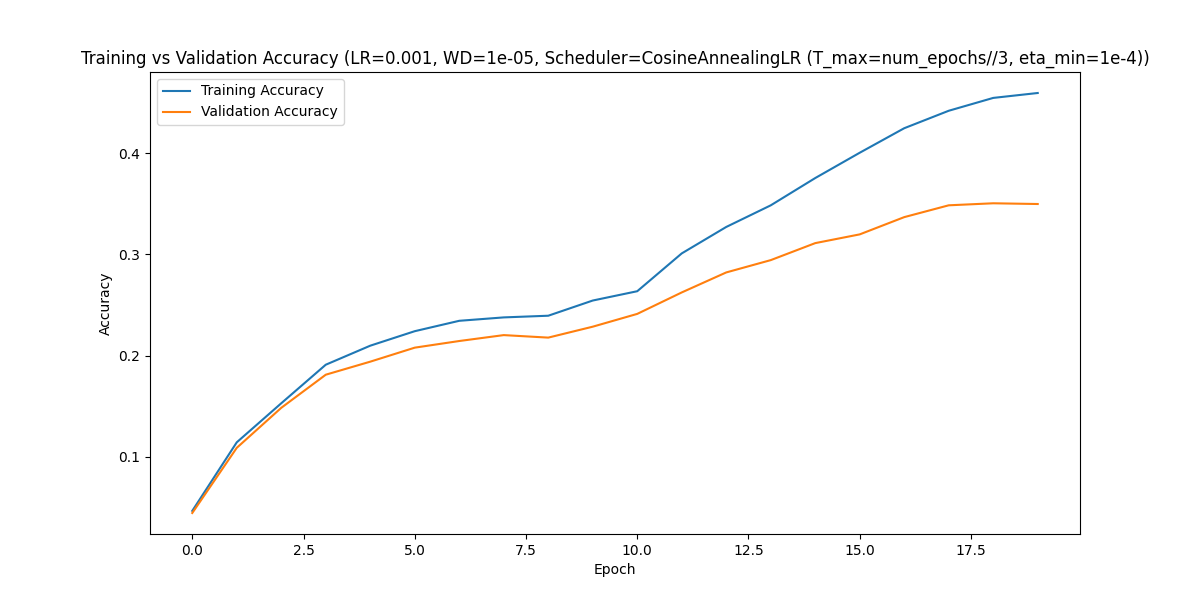 Training vs Validation Accuracy (LR=0.001, WD=1e-05, Scheduler=CosineAnnealingLR (T_max=num_epochs//3, eta_min=1e-4))
Training Accuracy
Validation Accuracy
Accuracy
0.4
0.3
0.2
0.1
0.0
2.5
5.0
7.5
10.0
12.5
15.0
17.5
Epoch